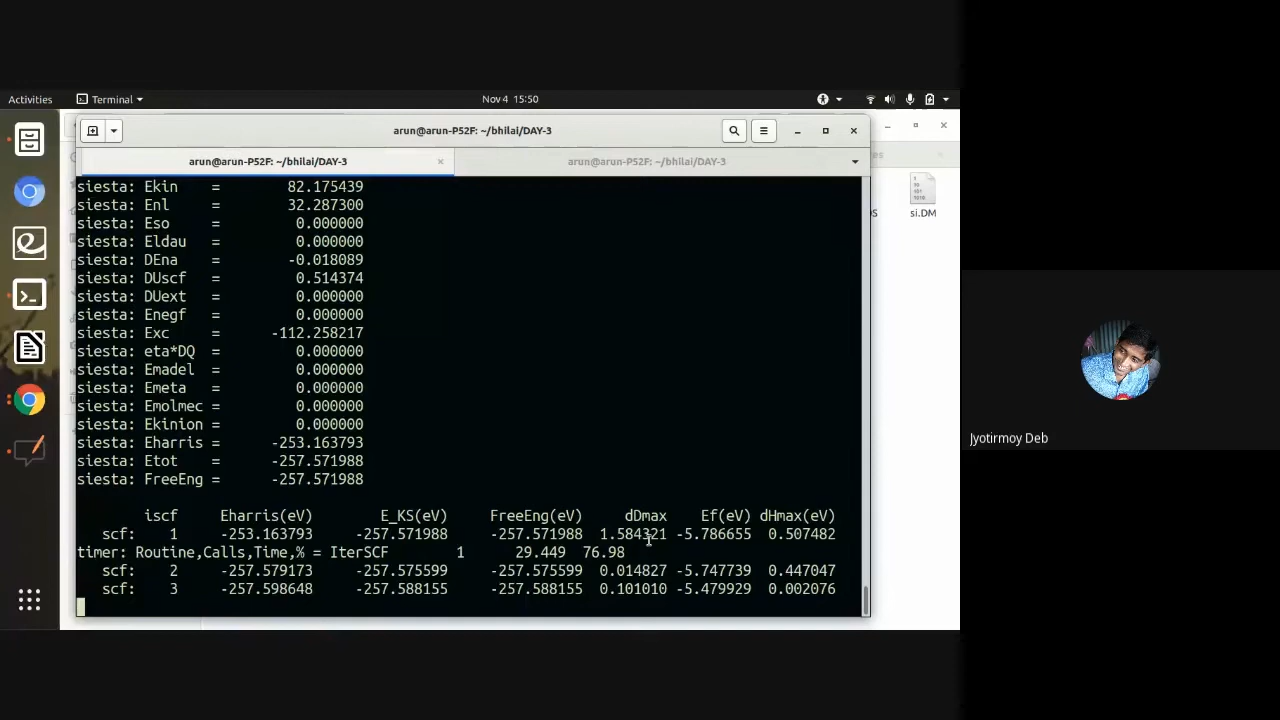 Activities Terminal Nov 4 15:50
arun@arun-P52F: ~/bhilai/DAY-3
arun@arun-P52F: ~/bhilai/DAY-3 arun@arun-P52F: ~/bhilai/DAY-3
siesta: Ekin = 82.175439
siesta: Enl = 32.287300
siesta: Eso = 0.000000
siesta: Eldau = 0.000000
siesta: DEna = -0.018089
siesta: DUscf = 0.514374
siesta: DUext = 0.000000
siesta: Enegf = 0.000000
siesta: Exc = -112.258217
siesta: eta*DQ = 0.000000
siesta: Emadel = 0.000000
siesta: Emeta = 0.000000
siesta: Emolmec = 0.000000
siesta: Ekinion = 0.000000
siesta: Eharris = -253.163793
siesta: Etot = -257.571988
siesta: FreeEng = -257.571988
iscf Eharris(eV) E_KS(eV) FreeEng(eV) dDmax Ef(eV) dHmax(eV)
scf: 1 -253.163793 -257.571988 -257.571988 1.584321 -5.786655 0.507482
timer: Routine,Calls,Time,% = IterSCF 1 29.449 76.98
scf: 2 -257.579173 -257.575599 -257.575599 0.014827 -5.747739 0.447047
scf: 3 -257.598648 -257.588155 -257.588155 0.101010 -5.479929 0.002076
si.DM
Jyotirmoy Deb